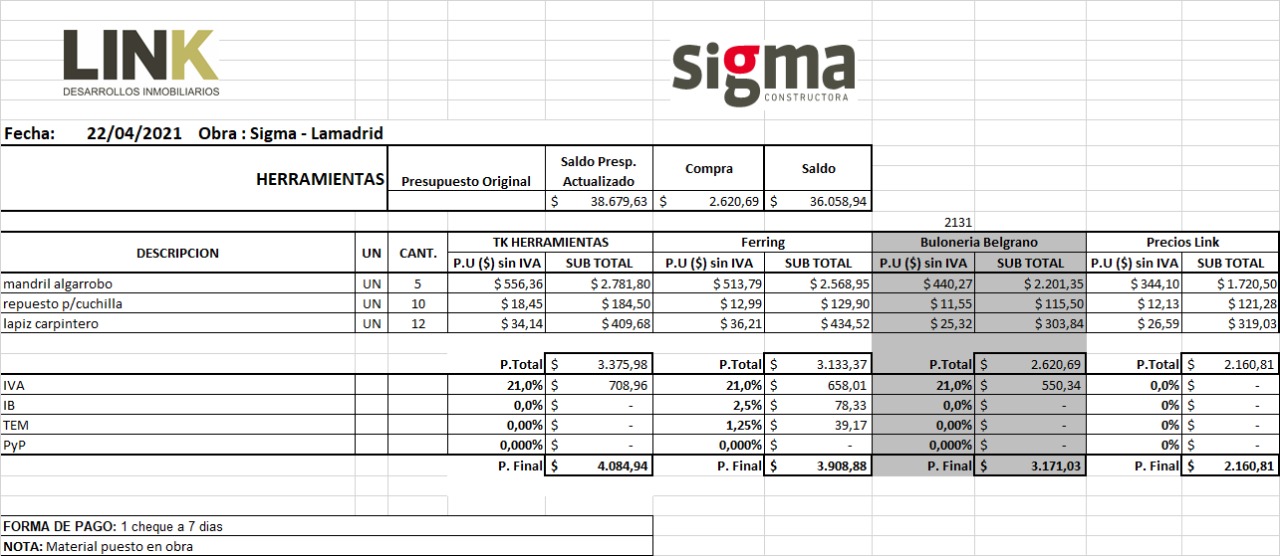 LINK
DESARROLLOS INMOBILIARIOS
sigma
CONSTRUCTORA
Fecha: 22/04/2021 Obra : Sigma - Lamadrid
HERRAMIENTAS Presupuesto Original Saldo Presp. Actualizado Compra Saldo
$ 38.679,63 $ 2.620,69 $ 36.058,94
2131
DESCRIPCION UN CANT. TK HERRAMIENTAS Ferring Buloneria Belgrano Precios Link
P.U ($) sin IVA SUB TOTAL P.U ($) sin IVA SUB TOTAL P.U ($) sin IVA SUB TOTAL P.U ($) sin IVA SUB TOTAL
mandril algarrobo UN 5 $ 556,36 $ 2.781,80 $ 513,79 $ 2.568,95 $ 440,27 $ 2.201,35 $ 344,10 $ 1.720,50
repuesto p/cuchilla UN 10 $ 18,45 $ 184,50 $ 12,99 $ 129,90 $ 11,55 $ 115,50 $ 12,13 $ 121,28
lapiz carpintero UN 12 $ 34,14 $ 409,68 $ 36,21 $ 434,52 $ 25,32 $ 303,84 $ 26,59 $ 319,03
P.Total $ 3.375,98 P.Total $ 3.133,37 P.Total $ 2.620,69 P.Total $ 2.160,81
IVA 21,0% $ 708,96 21,0% $ 658,01 21,0% $ 550,34 0,0% $ -
IB 0,0% $ - 2,5% $ 78,33 0,0% $ - 0% $ -
TEM 0,00% $ - 1,25% $ 39,17 0,00% $ - 0% $ -
PyP 0,000% $ - 0,000% $ - 0,000% $ - 0% $ -
P. Final $ 4.084,94 P. Final $ 3.908,88 P. Final $ 3.171,03 P. Final $ 2.160,81
FORMA DE PAGO: 1 cheque a 7 dias
NOTA: Material puesto en obra